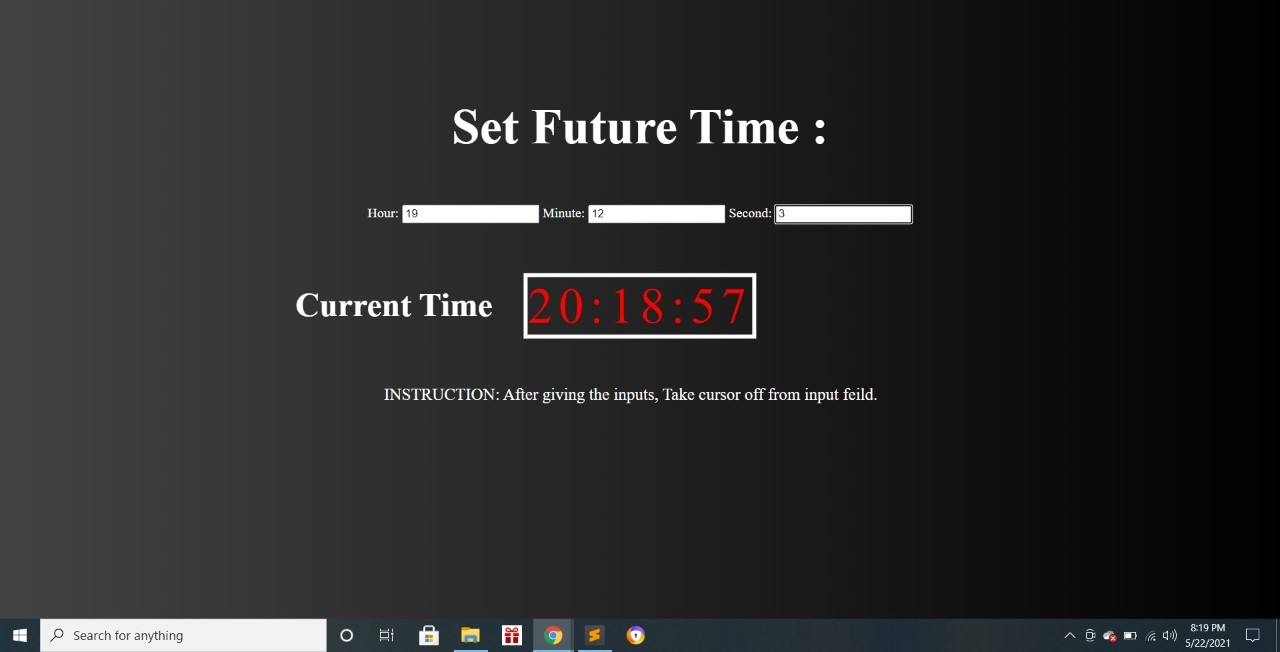 Set Future Time :
Hour: 19 Minute: 12 Second: 3
Current Time 20:18:57
INSTRUCTION: After giving the inputs, Take cursor off from input feild.
Search for anything
8:19 PM
5/22/2021